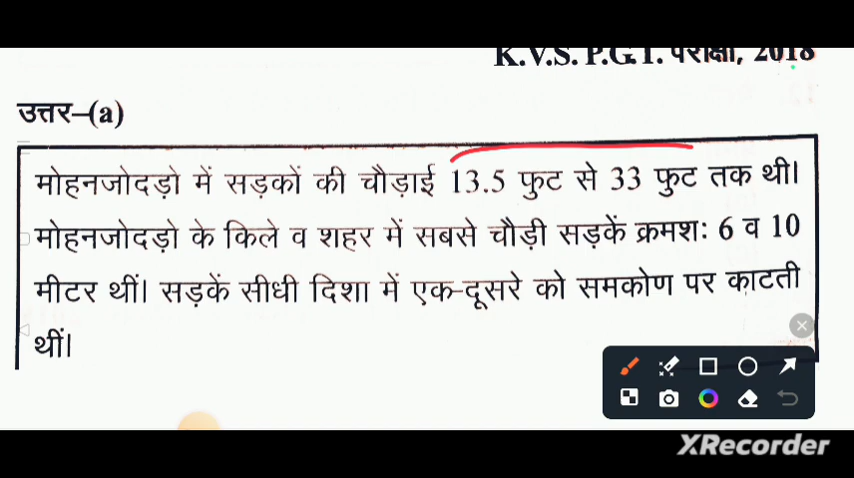 K.V.S. P.G.T. परीक्षा, 2018
उत्तर–(a)
मोहनजोदड़ो में सड़कों की चौड़ाई 13.5 फुट से 33 फुट तक थी।
मोहनजोदड़ो के किले व शहर में सबसे चौड़ी सड़कें क्रमश: 6 व 10
मीटर थीं। सड़कें सीधी दिशा में एक-दूसरे को समकोण पर काटती
थीं।
XRecorder